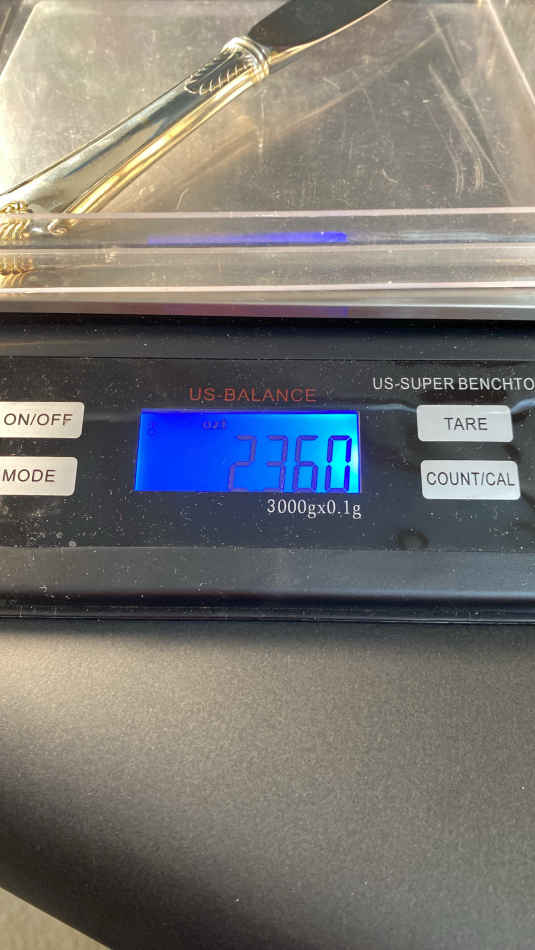 US-SUPER BENCHTO
US-BALANCE
ON/OFF
TARE
2360
MODE
COUNT/CAL
3000gx0.1g